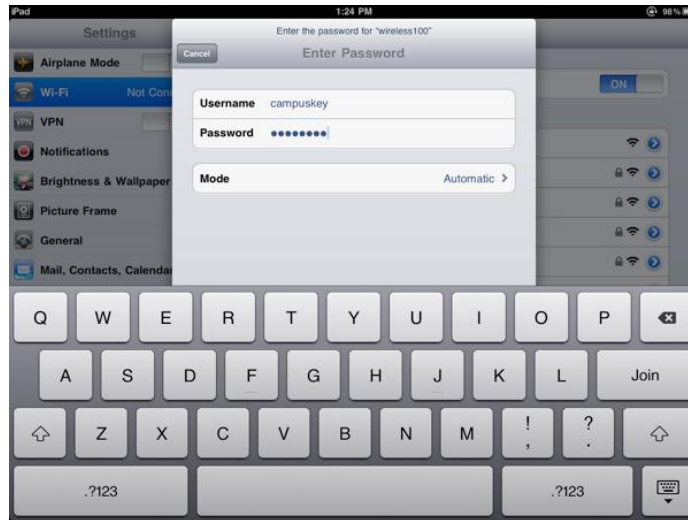 iPad 1:24 PM 98%
Settings
Enter the password for "wireless100"
Cancel Enter Password
Airplane Mode
Wi-Fi Not Conn
ON
Username campuskey
VPN
Password ••••••••
Notifications
Brightness & Wallpaper
Mode Automatic
Picture Frame
General
Mail, Contacts, Calendar
Q W E R T Y U I O P
A S D F G H J K L Join
Z X C V B N M ! , ? .
.?123 .?123